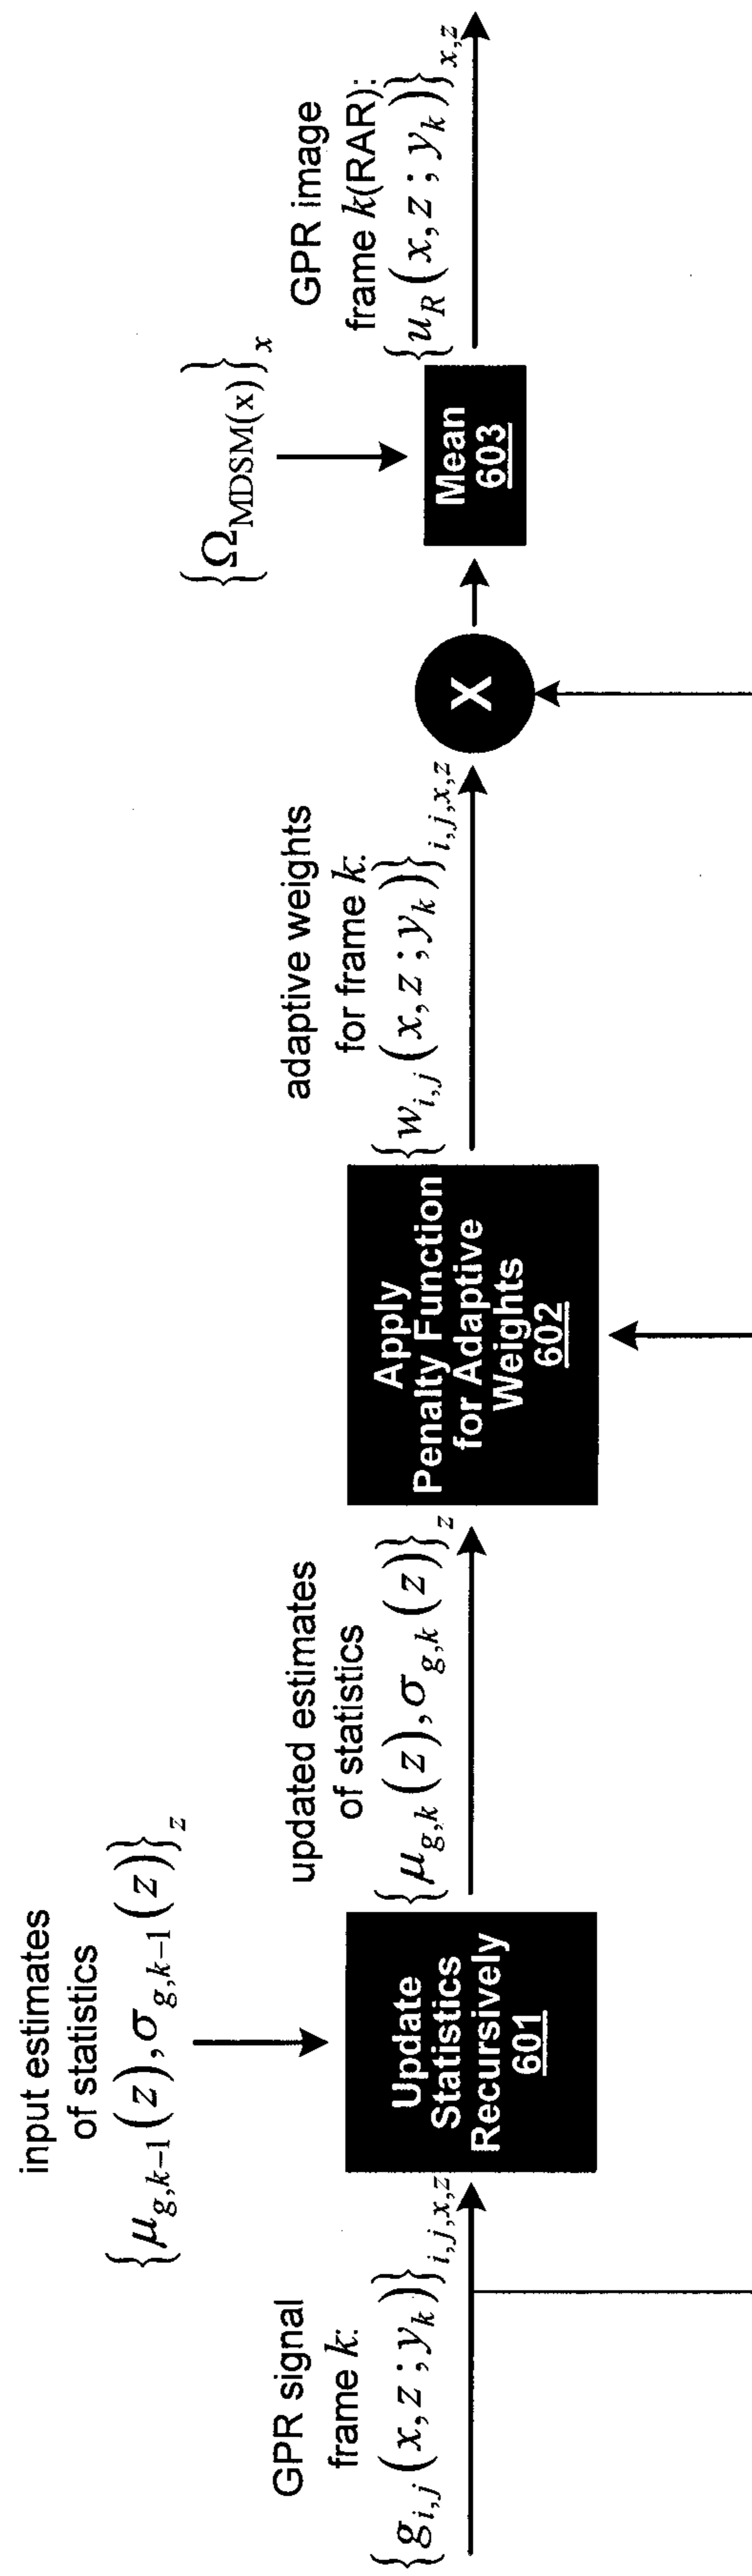 GPR signal
frame k:
{g_{i,j}(x,z;y_k)}_{i,j,x,z}
input estimates
of statistics
{μ_{g,k−1}(z),σ_{g,k−1}(z)}_z
Update
Statistics
Recursively
601
updated estimates
of statistics
{μ_{g,k}(z),σ_{g,k}(z)}_z
Apply
Penalty Function
for Adaptive
Weights
602
adaptive weights
for frame k:
{w_{i,j}(x,z;y_k)}_{i,j,x,z}
X
{Ω_{MDSM(x)}}_x
Mean
603
GPR image
frame k(RAR):
{u_R(x,z;y_k)}_{x,z}